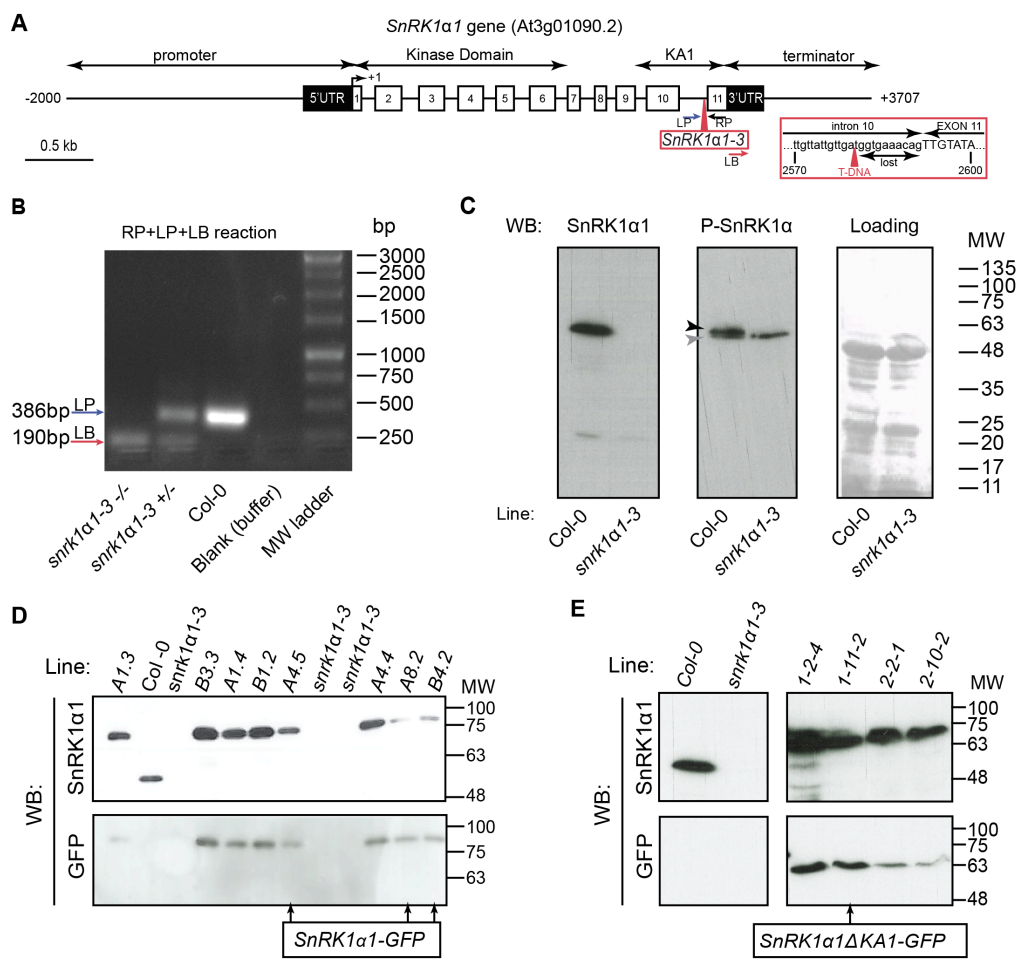 A
SnRK1α1 gene (At3g01090.2)
promoter Kinase Domain KA1 terminator
+1
-2000 5'UTR 1 2 3 4 5 6 7 8 9 10 11 3'UTR +3707
LP RP
SnRK1α1-3
LB
0.5 kb
intron 10 EXON 11
...ttgttattgttgatggtgaaacagTTGTATA...
lost
2570 T-DNA 2600
B
RP+LP+LB reaction bp
3000
2500
2000
1500
1000
750
500
250
386bp LP
190bp LB
snrk1α1-3 -/-
snrk1α1-3 +/-
Col-0
Blank (buffer)
MW ladder
C
WB: SnRK1α1 P-SnRK1α Loading
MW
135
100
75
63
48
35
25
20
17
11
Line: Col-0 snrk1α1-3 Col-0 snrk1α1-3 Col-0 snrk1α1-3
D
Line: A1.3 Col -0 snrk1α1-3 B3.3 A1.4 B1.2 A4.5 snrk1α1-3 snrk1α1-3 A4.4 A8.2 B4.2
MW
WB:
SnRK1α1
100
75
63
48
GFP
100
75
63
SnRK1α1-GFP
E
Line: Col-0 snrk1α1-3 1-2-4 1-11-2 2-2-1 2-10-2
MW
WB:
SnRK1α1
100
75
63
48
GFP
100
75
63
48
SnRK1α1ΔKA1-GFP